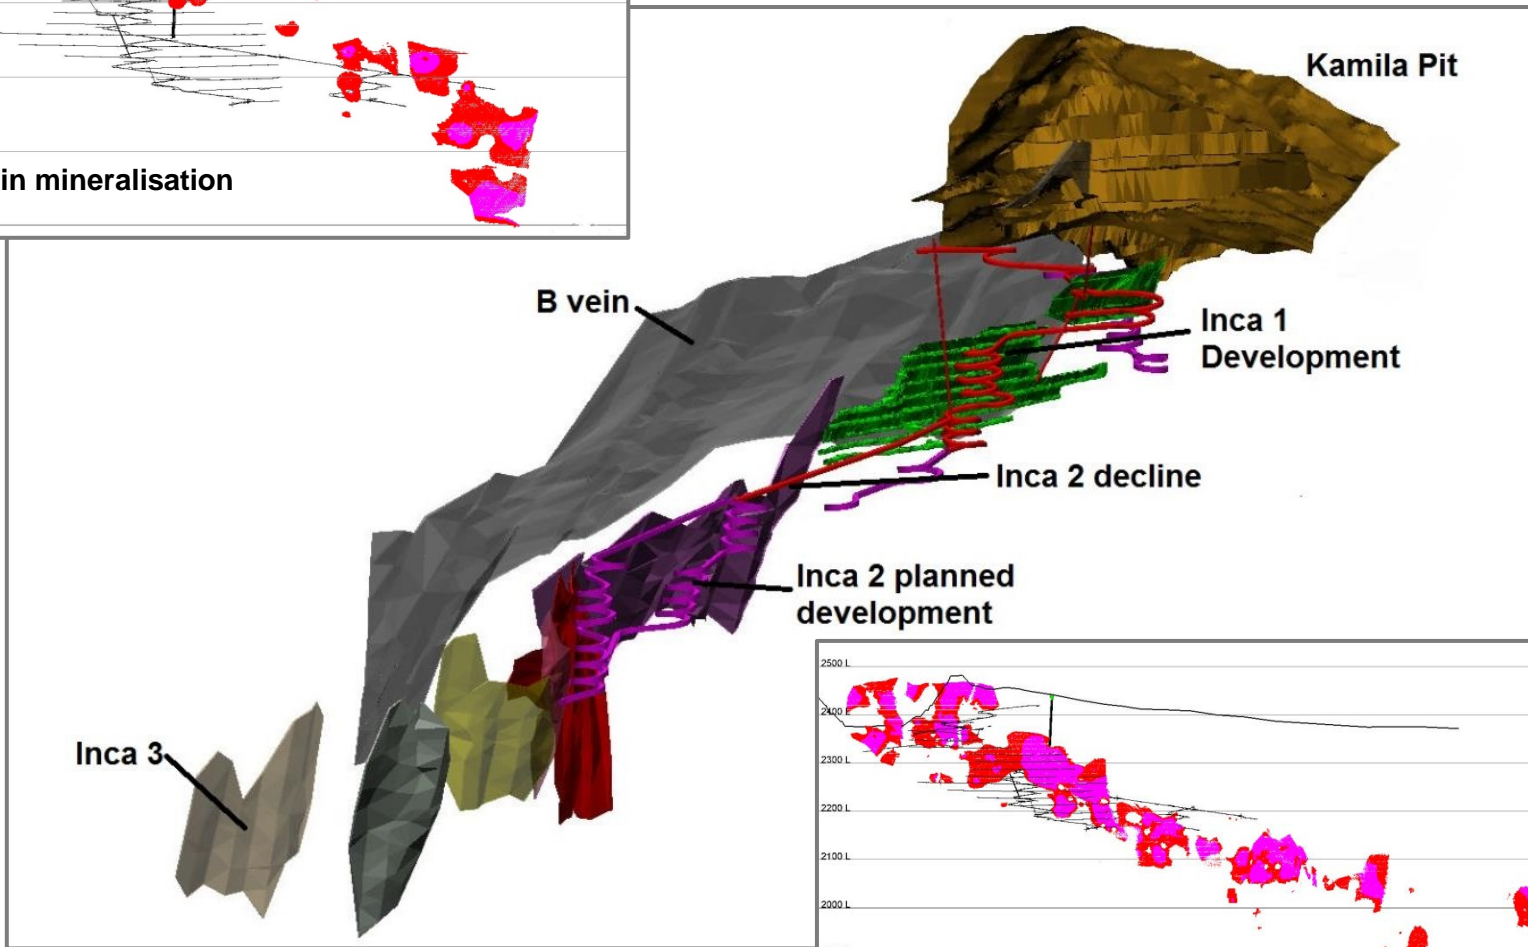 in mineralisation
Kamila Pit
B vein
Inca 1
Development
Inca 2 decline
Inca 2 planned
development
Inca 3
2500 L
2400 L
2300 L
2200 L
2100 L
2000 L